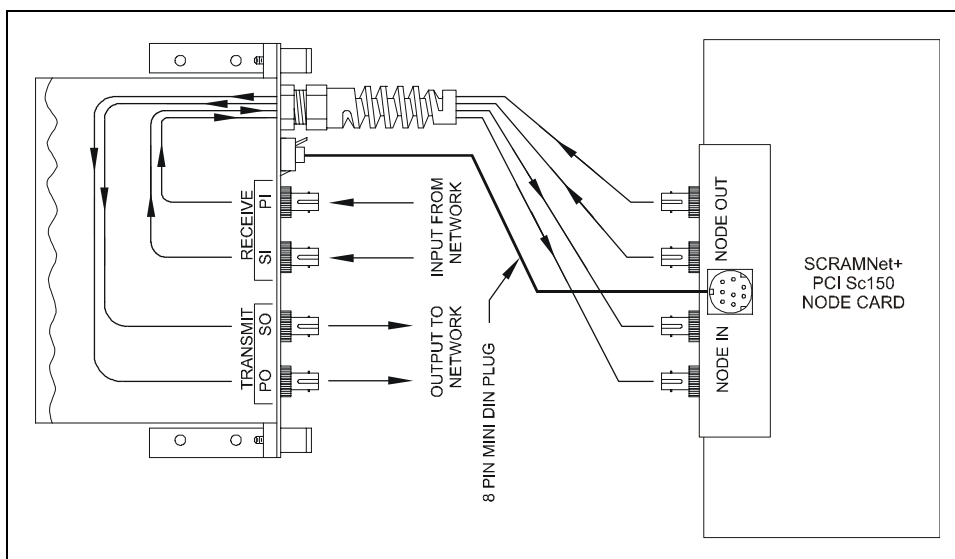 RECEIVE
PI
SI
TRANSMIT
SO
PO
INPUT FROM
NETWORK
OUTPUT TO
NETWORK
8 PIN MINI DIN PLUG
NODE OUT
NODE IN
SCRAMNet+
PCI Sc150
NODE CARD